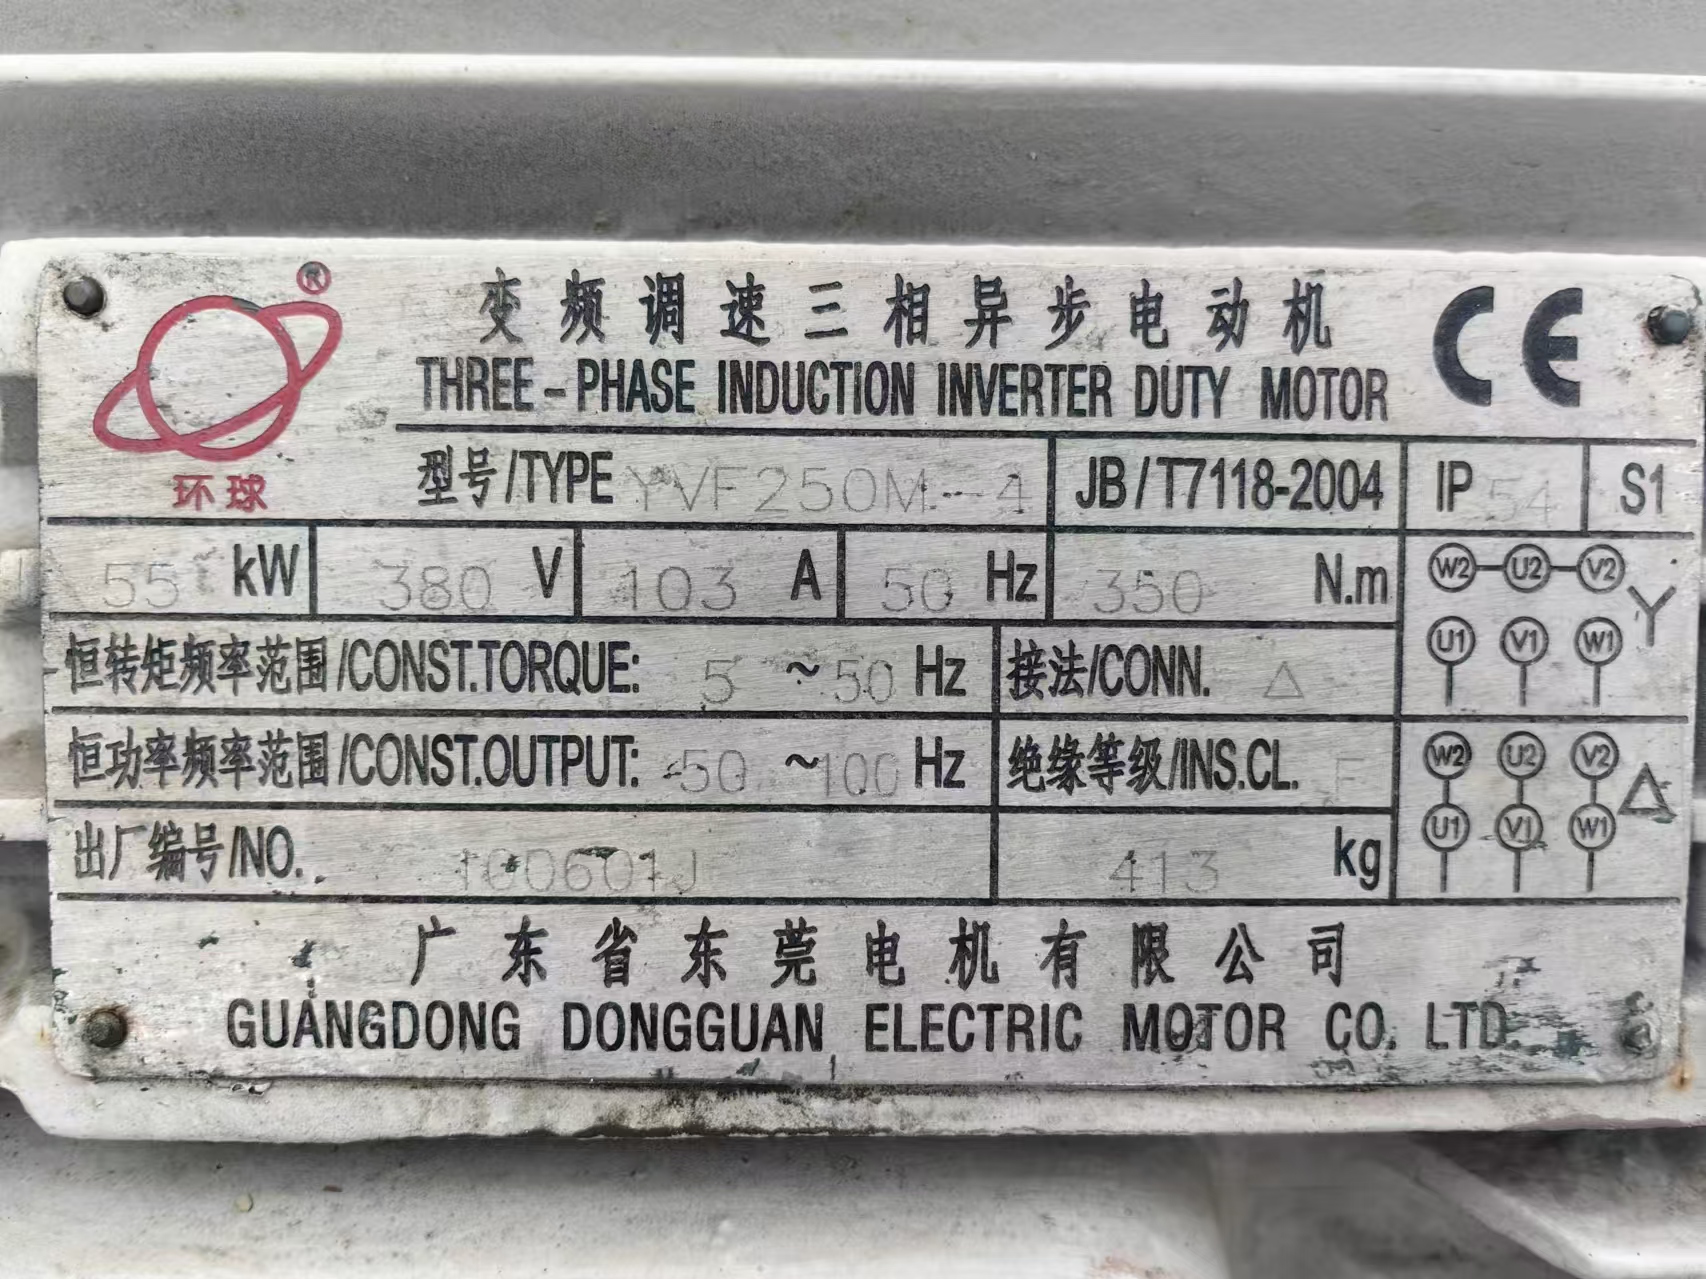 ®
环球
变频调速三相异步电动机
CE
THREE-PHASE INDUCTION INVERTER DUTY MOTOR
型号/TYPE YVF250M-4 JB/T7118-2004 IP 54 S1
55 kW 380 V 103 A 50 Hz 350 N.m
W2 U2 V2 Y
U1 V1 W1
恒转矩频率范围/CONST.TORQUE: 5 ~50 Hz 接法/CONN. △
恒功率频率范围/CONST.OUTPUT: 50 ~100 Hz 绝缘等级/INS.CL. F
W2 U2 V2 △
U1 V1 W1
出厂编号/NO. 100601J 413 kg
广东省东莞电机有限公司
GUANGDONG DONGGUAN ELECTRIC MOTOR CO. LTD